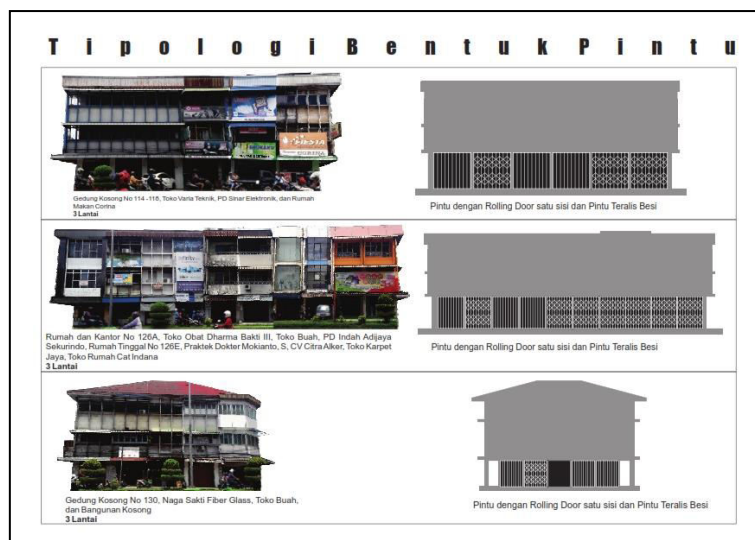 Tipologi Bentuk Pintu
Gedung Kosong No 114 -118, Toko Varia Teknik, PD Sinar Elektronik, dan Rumah
Makan Corina
3 Lantai
Pintu dengan Rolling Door satu sisi dan Pintu Teralis Besi
Rumah dan Kantor No 126A, Toko Obat Dharma Bakti III, Toko Buah, PD Indah Adijaya
Sekurindo, Rumah Tinggal No 126E, Praktek Dokter Mokianto, S, CV Citra Alker, Toko Karpet
Jaya, Toko Rumah Cat Indana
3 Lantai
Pintu dengan Rolling Door satu sisi dan Pintu Teralis Besi
Gedung Kosong No 130, Naga Sakti Fiber Glass, Toko Buah,
dan Bangunan Kosong
3 Lantai
Pintu dengan Rolling Door satu sisi dan Pintu Teralis Besi